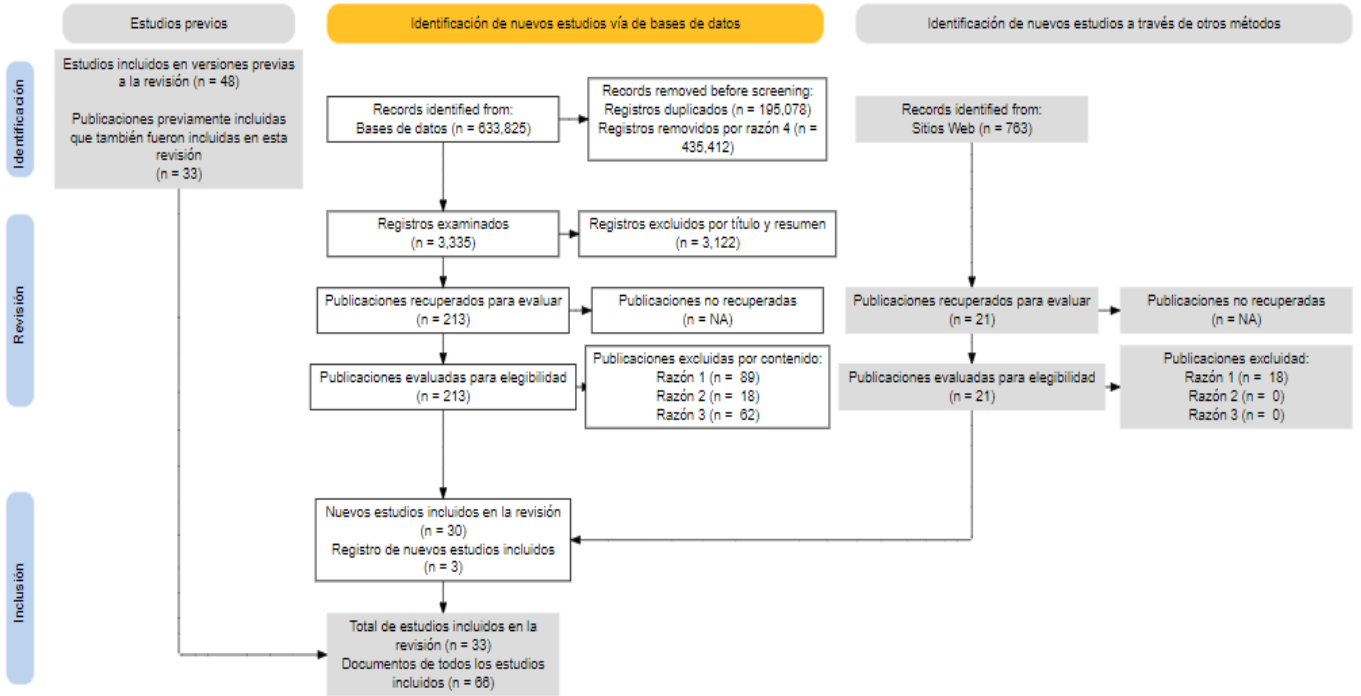 Estudios previos
Identificación de nuevos estudios vía de bases de datos
Identificación de nuevos estudios a través de otros métodos
Identificación
Estudios incluidos en versiones previas
a la revisión (n = 48)
Publicaciones previamente incluidas
que también fueron incluidas en esta
revisión
(n = 33)
Records identified from:
Bases de datos (n = 633,825)
Records removed before screening:
Registros duplicados (n = 195,078)
Registros removidos por razón 4 (n =
435,412)
Records identified from:
Sitios Web (n = 763)
Revisión
Registros examinados
(n = 3,335)
Registros excluidos por título y resumen
(n = 3,122)
Publicaciones recuperados para evaluar
(n = 213)
Publicaciones no recuperadas
(n = NA)
Publicaciones recuperados para evaluar
(n = 21)
Publicaciones no recuperadas
(n = NA)
Publicaciones evaluadas para elegibilidad
(n = 213)
Publicaciones excluidas por contenido:
Razón 1 (n = 89)
Razón 2 (n = 18)
Razón 3 (n = 62)
Publicaciones evaluadas para elegibilidad
(n = 21)
Publicaciones excluidad:
Razón 1 (n = 18)
Razón 2 (n = 0)
Razón 3 (n = 0)
Inclusión
Nuevos estudios incluidos en la revisión
(n = 30)
Registro de nuevos estudios incluidos
(n = 3)
Total de estudios incluidos en la
revisión (n = 33)
Documentos de todos los estudios
incluidos (n = 66)